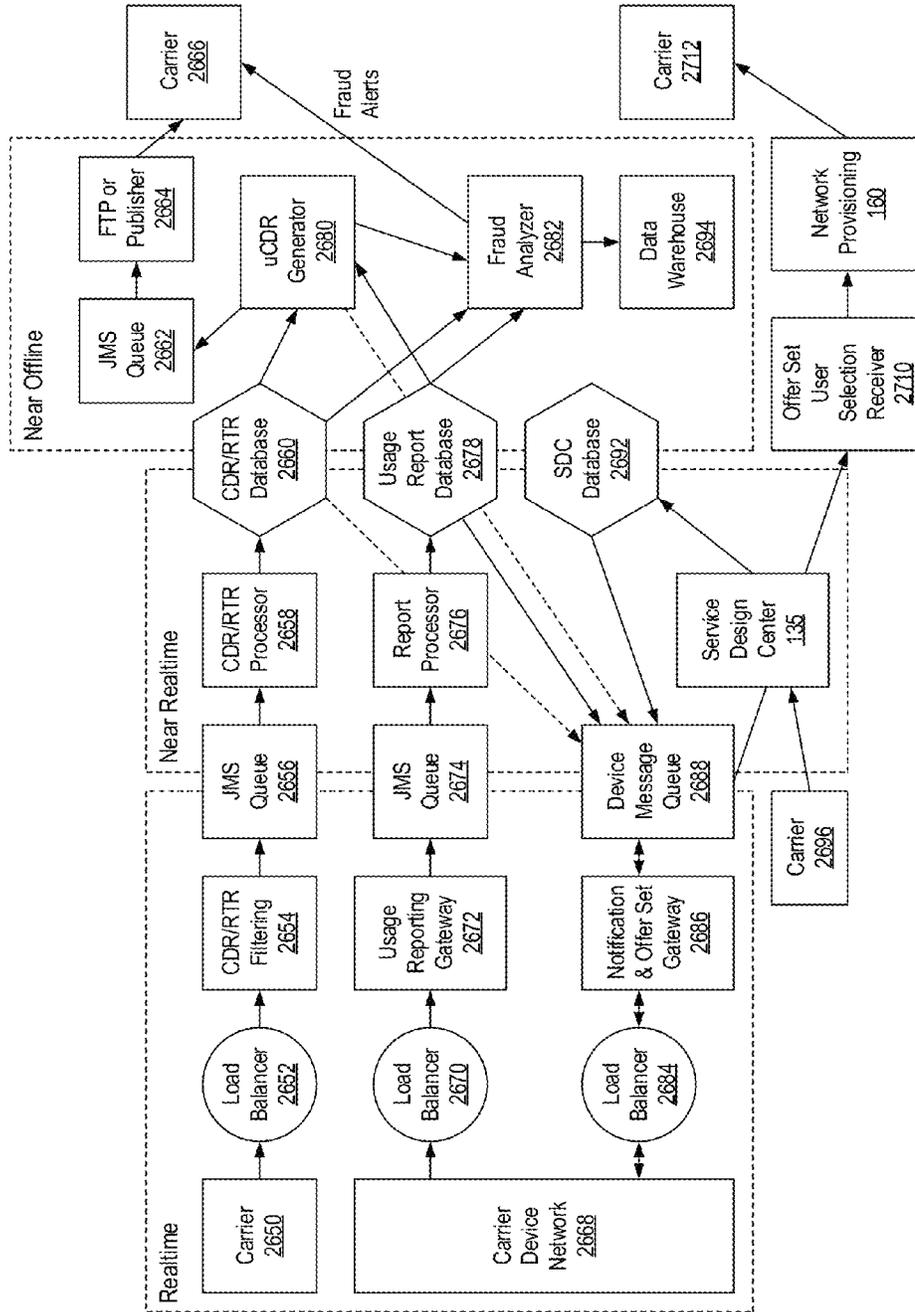 Realtime
Carrier
2650
Load
Balancer
2652
CDR/RTR
Filtering
2654
Near Realtime
JMS
Queue
2656
CDR/RTR
Processor
2658
CDR/RTR
Database
2660
Near Offline
JMS
Queue
2662
FTP or
Publisher
2664
Carrier
2666
uCDR
Generator
2680
Fraud
Alerts
Carrier
Device
Network
2668
Load
Balancer
2670
Usage
Reporting
Gateway
2672
JMS
Queue
2674
Report
Processor
2676
Usage
Report
Database
2678
Fraud
Analyzer
2682
Load
Balancer
2684
Notification
& Offer Set
Gateway
2686
Device
Message
Queue
2688
SDC
Database
2692
Data
Warehouse
2694
Carrier
2696
Service
Design
Center
135
Offer Set
User
Selection
Receiver
2710
Network
Provisioning
160
Carrier
2712